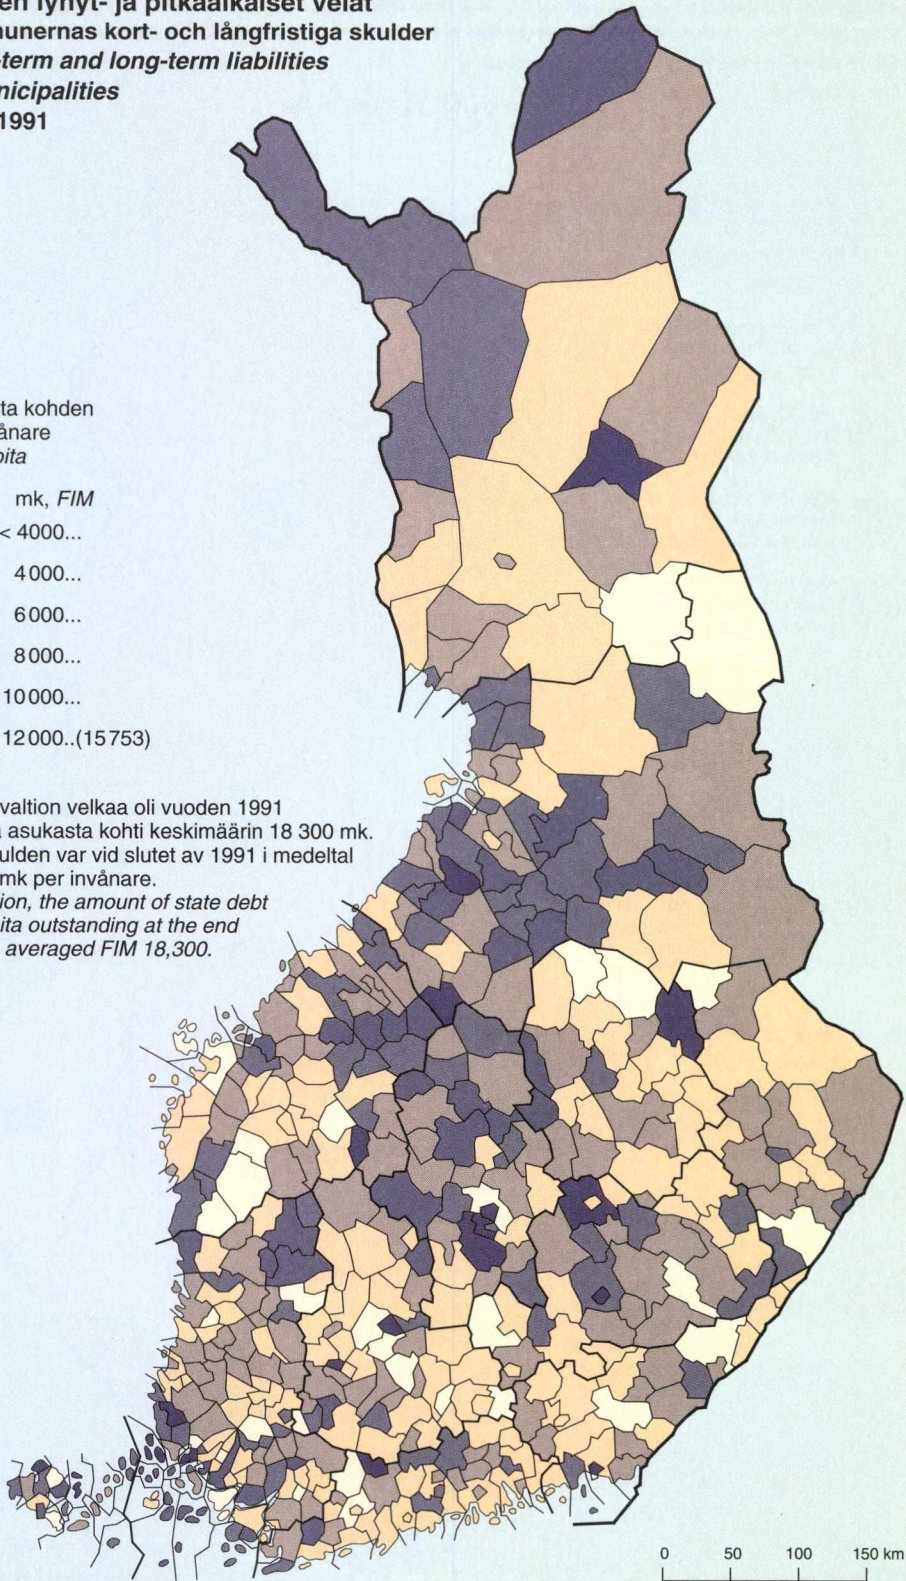 en lyhyt- ja pitkäaikaiset velat
unernas kort- och långfristiga skulder
-term and long-term liabilities
nicipalities
1991
ta kohden
ånare
pita
mk, FIM
< 4000...
4000...
6000...
8000...
10000...
12000..(15753)
valtion velkaa oli vuoden 1991
asukasta kohti keskimäärin 18 300 mk.
ulden var vid slutet av 1991 i medeltal
mk per invånare.
ion, the amount of state debt
ita outstanding at the end
averaged FIM 18,300.
0 50 100 150 km